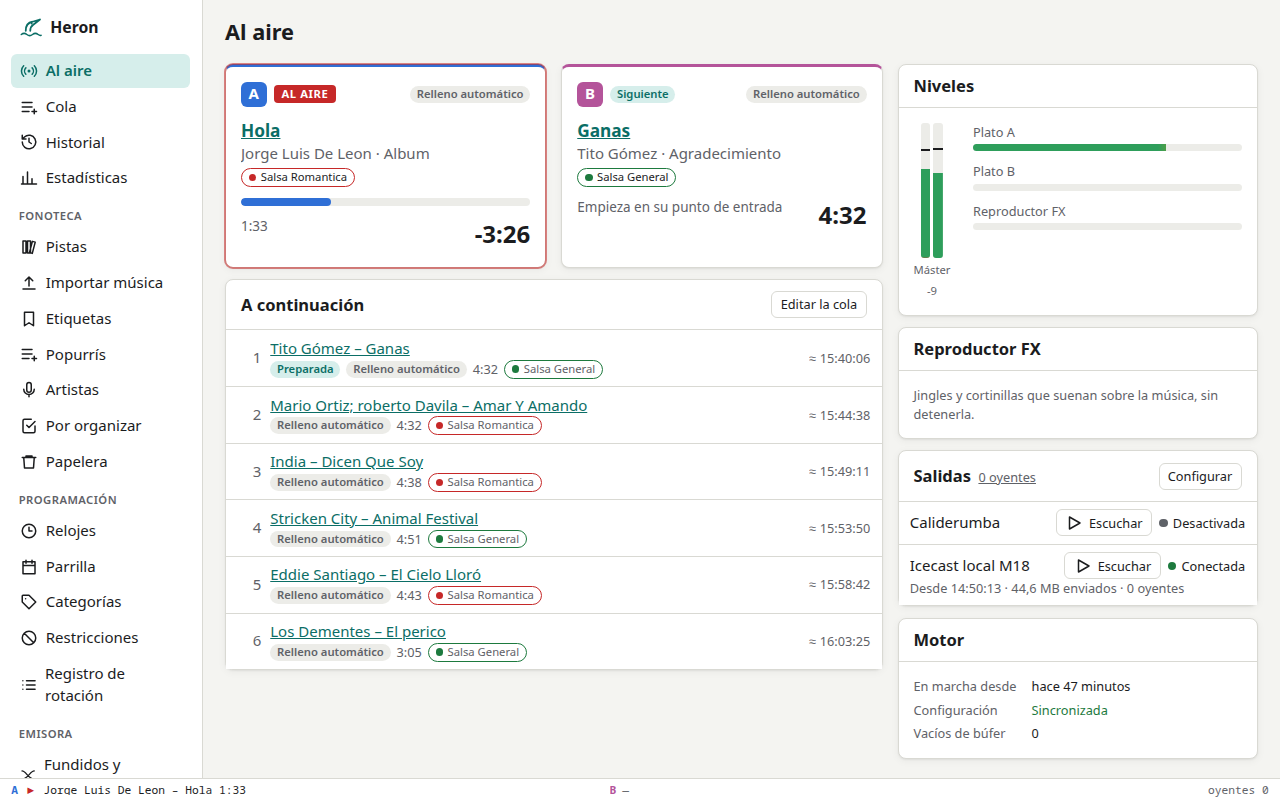 Heron
Al aire
Cola
Historial
Estadísticas
FONOTECA
Pistas
Importar música
Etiquetas
Popurrís
Artistas
Por organizar
Papelera
PROGRAMACIÓN
Relojes
Parrilla
Categorías
Restricciones
Registro de
rotación
EMISORA
Fundidos y
Al aire
A AL AIRE Relleno automático
Hola
Jorge Luis De Leon · Album
Salsa Romantica
1:33
-3:26
B Siguiente Relleno automático
Ganas
Tito Gómez · Agradecimiento
Salsa General
Empieza en su punto de entrada
4:32
A continuación Editar la cola
1 Tito Gómez – Ganas
Preparada Relleno automático 4:32 Salsa General
≈ 15:40:06
2 Mario Ortiz; roberto Davila – Amar Y Amando
Relleno automático 4:32 Salsa Romantica
≈ 15:44:38
3 India – Dicen Que Soy
Relleno automático 4:38 Salsa Romantica
≈ 15:49:11
4 Stricken City – Animal Festival
Relleno automático 4:51 Salsa General
≈ 15:53:50
5 Eddie Santiago – El Cielo Lloró
Relleno automático 4:43 Salsa Romantica
≈ 15:58:42
6 Los Dementes – El perico
Relleno automático 3:05 Salsa General
≈ 16:03:25
Niveles
Plato A
Plato B
Reproductor FX
Máster
-9
Reproductor FX
Jingles y cortinillas que suenan sobre la música, sin
detenerla.
Salidas 0 oyentes Configurar
Caliderumba Escuchar Desactivada
Icecast local M18 Escuchar Conectada
Desde 14:50:13 · 44,6 MB enviados · 0 oyentes
Motor
En marcha desde hace 47 minutos
Configuración Sincronizada
Vacíos de búfer 0
A ▶ Jorge Luis De Leon – Hola 1:33
B —
oyentes 0